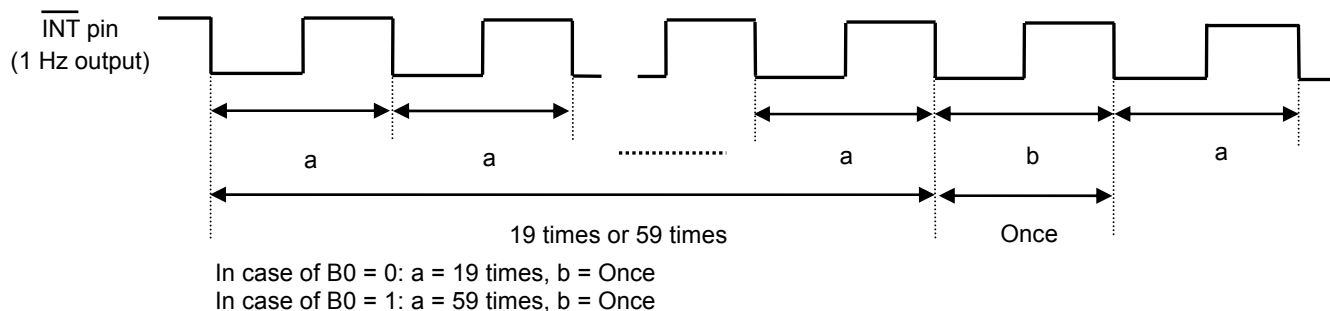 INT pin
(1 Hz output)
a
a
a
b
a
19 times or 59 times
Once
In case of B0 = 0: a = 19 times, b = Once
In case of B0 = 1: a = 59 times, b = Once